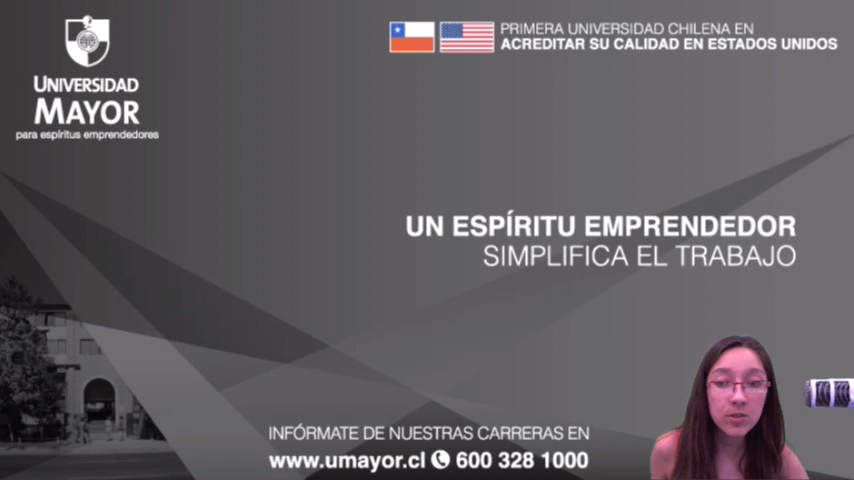 UNIVERSIDAD
MAYOR
para espíritus emprendedores
PRIMERA UNIVERSIDAD CHILENA EN
ACREDITAR SU CALIDAD EN ESTADOS UNIDOS
UN ESPÍRITU EMPRENDEDOR
SIMPLIFICA EL TRABAJO
INFÓRMATE DE NUESTRAS CARRERAS EN
www.umayor.cl 600 328 1000